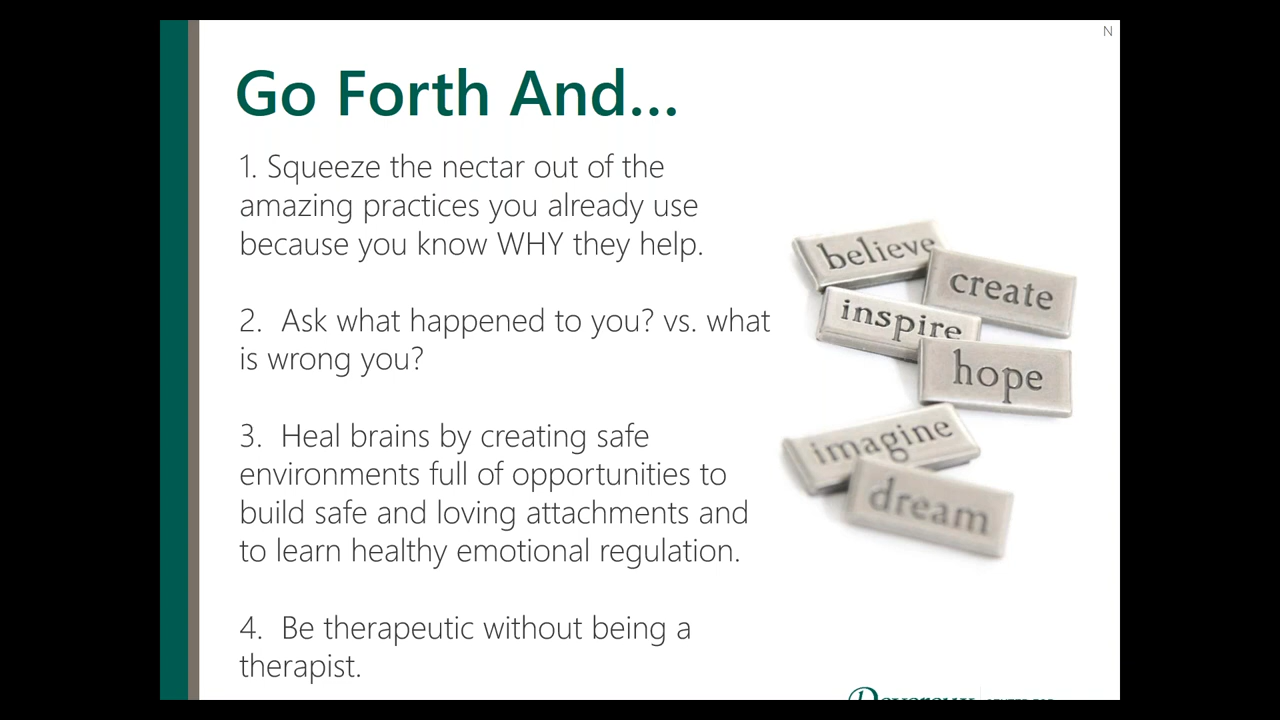 N
Go Forth And...
1. Squeeze the nectar out of the
amazing practices you already use
because you know WHY they help.
2.  Ask what happened to you? vs. what
is wrong you?
3.  Heal brains by creating safe
environments full of opportunities to
build safe and loving attachments and
to learn healthy emotional regulation.
4.  Be therapeutic without being a
therapist.
believe
create
inspire
hope
imagine
dream